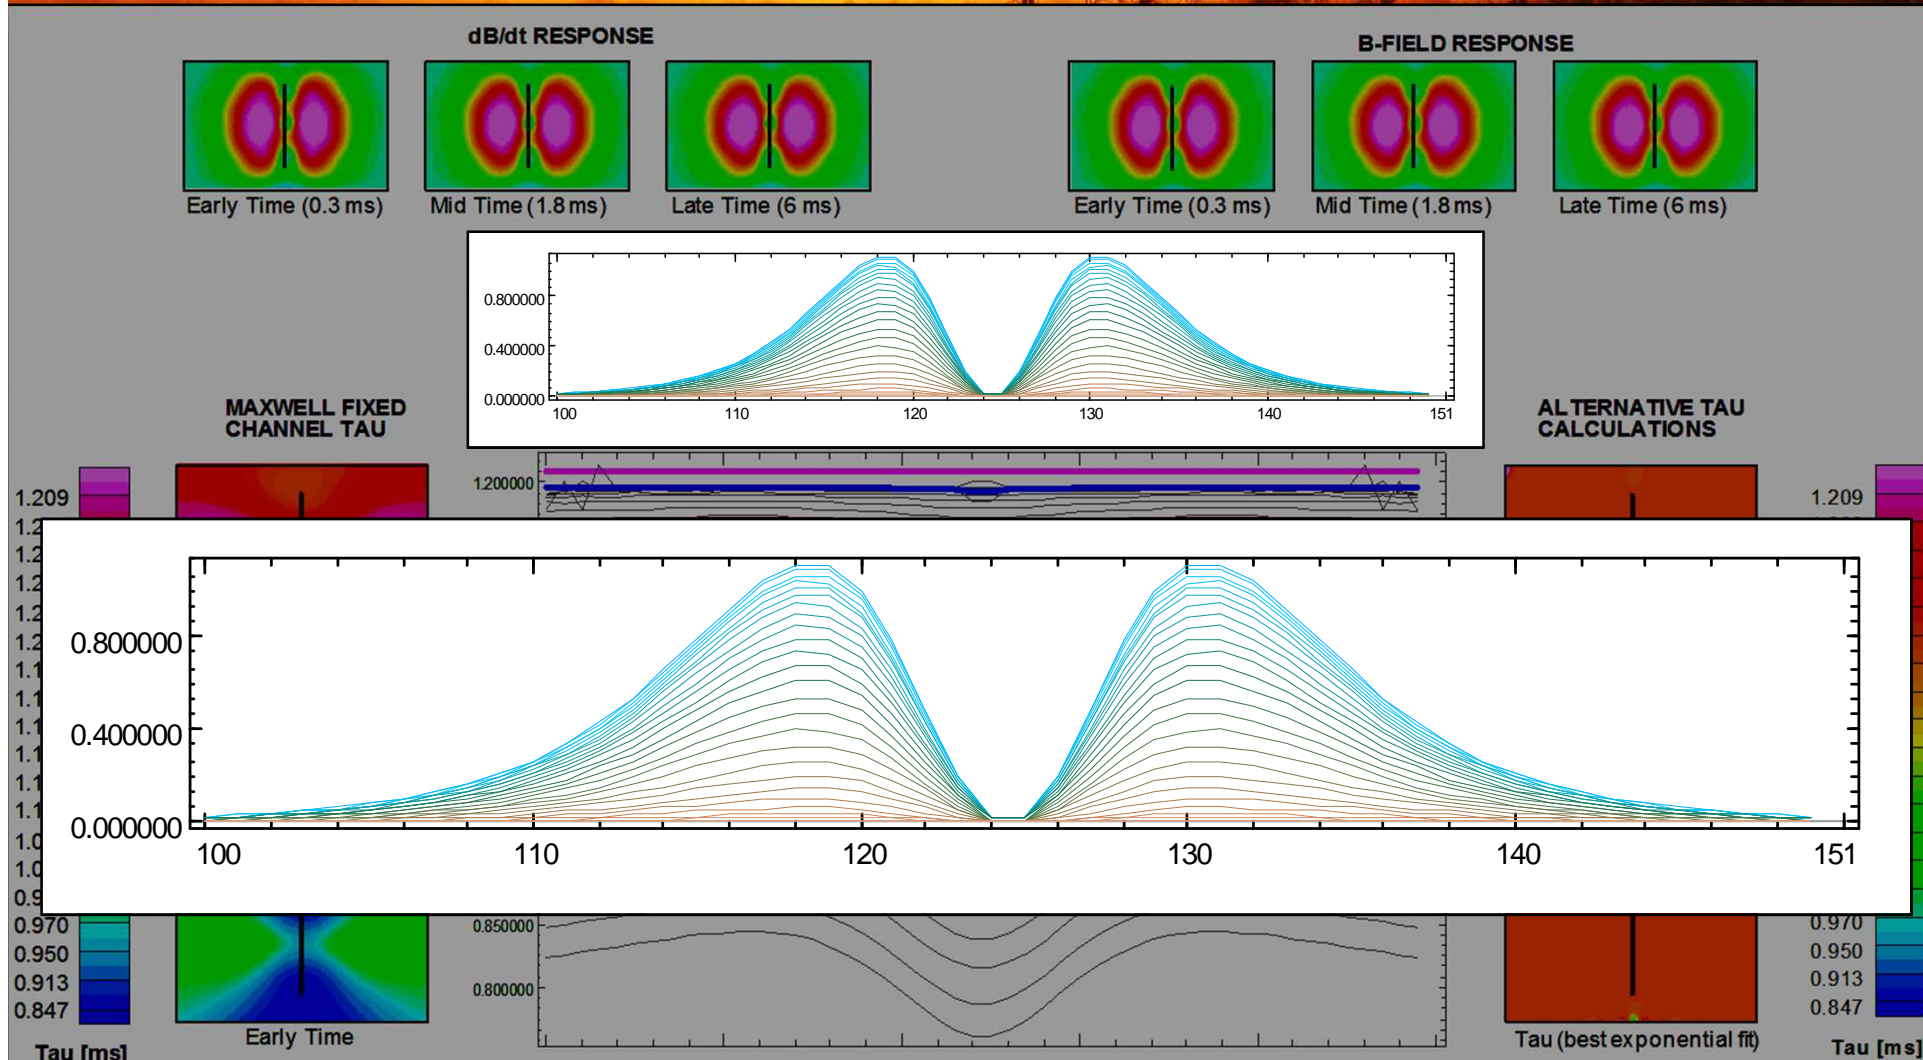 dB/dt RESPONSE
B-FIELD RESPONSE
Early Time (0.3 ms)
Mid Time (1.8 ms)
Late Time (6 ms)
Early Time (0.3 ms)
Mid Time (1.8 ms)
Late Time (6 ms)
0.800000
0.400000
0.000000
100
110
120
130
140
151
MAXWELL FIXED
CHANNEL TAU
ALTERNATIVE TAU
CALCULATIONS
1.209
1.200000
1.209
0.800000
0.400000
0.000000
100
110
120
130
140
151
0.970
0.950
0.913
0.847
0.850000
0.800000
0.970
0.950
0.913
0.847
Early Time
Tau (best exponential fit)
Tau [ms]
Tau [ms]